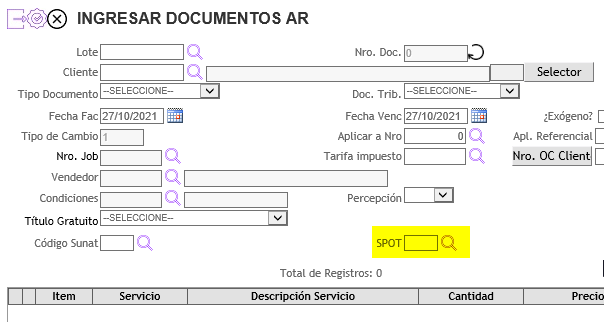 INGRESAR DOCUMENTOS AR
Lote Nro. Doc. 0
Cliente Selector
Tipo Documento --SELECCIONE-- Doc. Trib. --SELECCIONE--
Fecha Fac 27/10/2021 Fecha Venc 27/10/2021 ¿Exógeno?
Tipo de Cambio 1 Aplicar a Nro 0 Apl. Referencial
Nro. Job Tarifa impuesto Nro. OC Client
Vendedor
Condiciones Percepción
Título Gratuito --SELECCIONE--
Código Sunat SPOT
Total de Registros: 0
Item Servicio Descripción Servicio Cantidad Precio